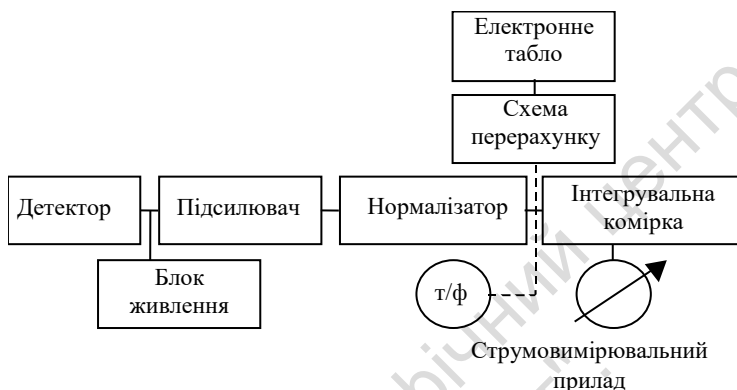 Електронне
табло
Схема
перерахунку
Детектор
Підсилювач
Нормалізатор
Інтегрувальна
комірка
Блок
живлення
т/ф
Струмовимірювальний
прилад